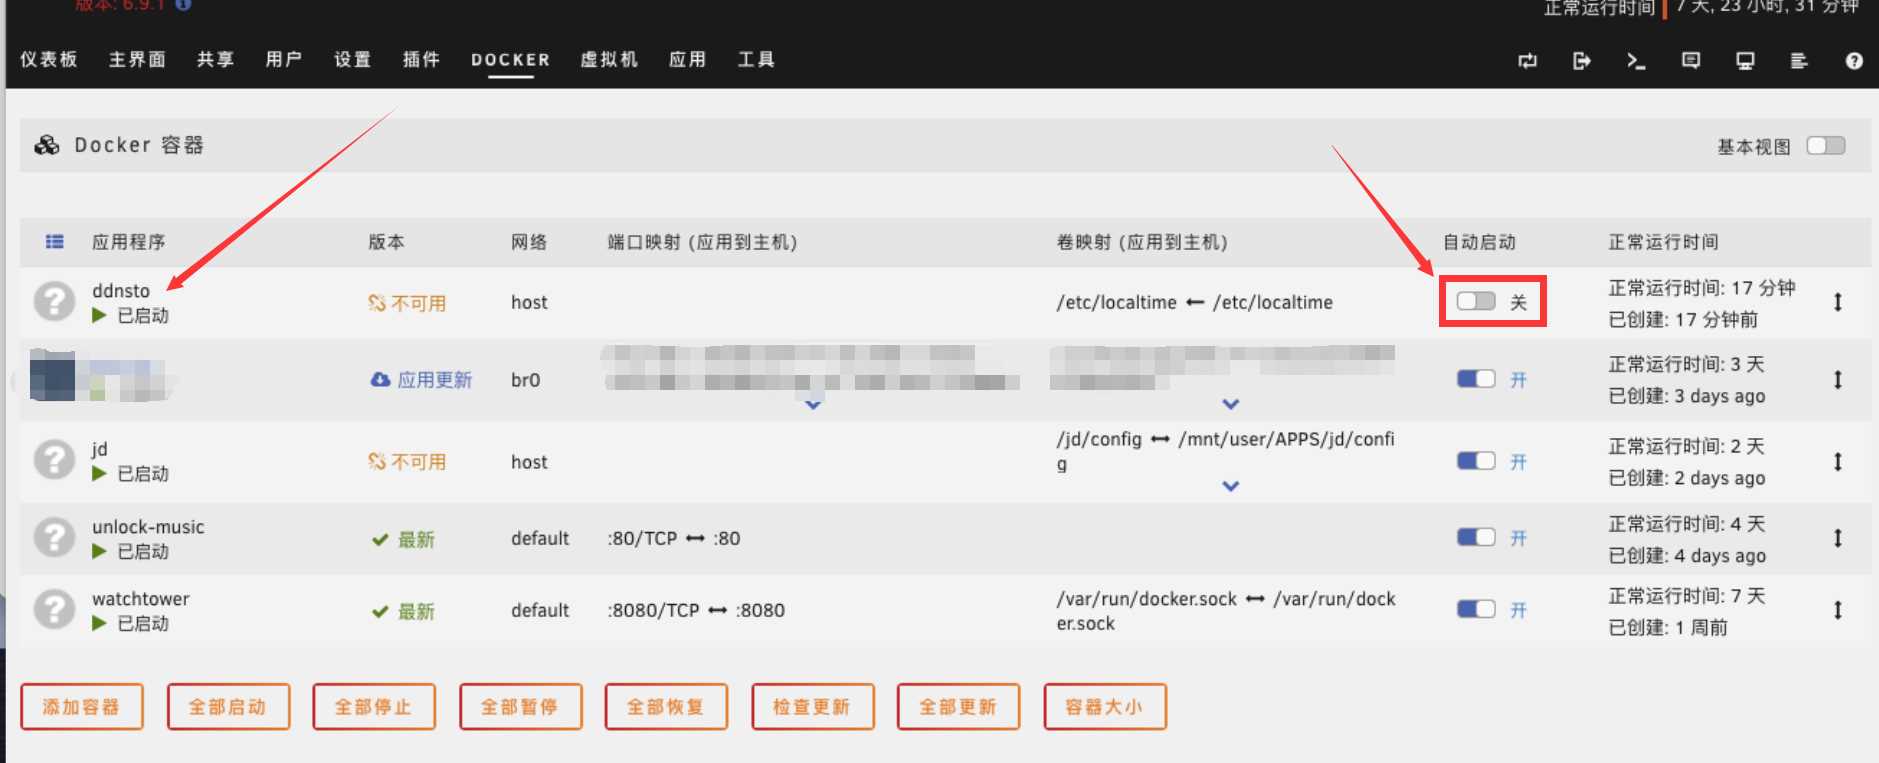 版本: 6.9.1
正常运行时间 7 天, 23 小时, 31 分钟
仪表板 主界面 共享 用户 设置 插件 DOCKER 虚拟机 应用 工具
Docker 容器
基本视图
应用程序 版本 网络 端口映射 (应用到主机) 卷映射 (应用到主机) 自动启动 正常运行时间
ddnsto
已启动
不可用
host
/etc/localtime /etc/localtime
关
正常运行时间: 17 分钟
已创建: 17 分钟前
应用更新
br0
开
正常运行时间: 3 天
已创建: 3 days ago
jd
已启动
不可用
host
/jd/config ↔ /mnt/user/APPS/jd/confi
g
开
正常运行时间: 2 天
已创建: 2 days ago
unlock-music
已启动
最新
default
:80/TCP ↔ :80
开
正常运行时间: 4 天
已创建: 4 days ago
watchtower
已启动
最新
default
:8080/TCP ↔ :8080
/var/run/docker.sock ↔ /var/run/dock
er.sock
开
正常运行时间: 7 天
已创建: 1 周前
添加容器 全部启动 全部停止 全部暂停 全部恢复 检查更新 全部更新 容器大小